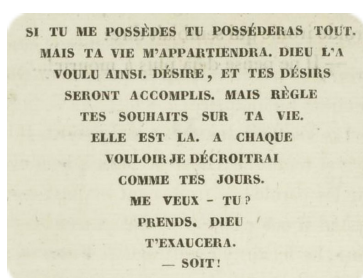 SI TU ME POSSÈDES TU POSSÉDERAS TOUT.
MAIS TA VIE M'APPARTIENDRA. DIEU L'A
VOULU AINSI. DÉSIRE, ET TES DÉSIRS
SERONT ACCOMPLIS. MAIS RÈGLE
TES SOUHAITS SUR TA VIE.
ELLE EST LA. A CHAQUE
VOULOIR JE DÉCROITRAI
COMME TES JOURS.
ME VEUX - TU?
PRENDS. DIEU
T'EXAUCERA.
— SOIT!